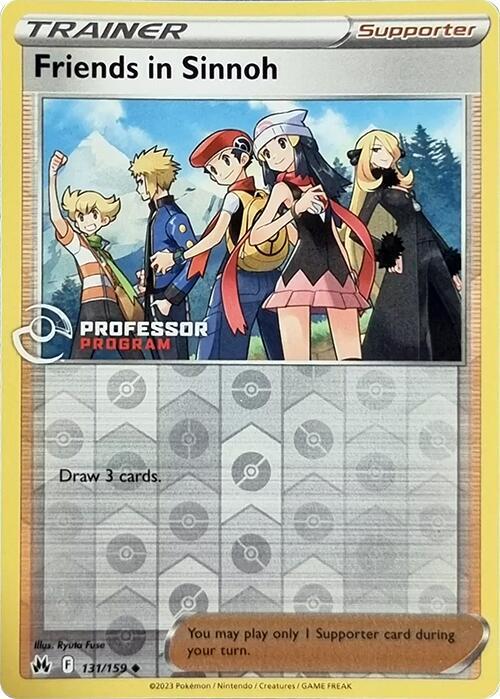 TRAINER
Supporter
Friends in Sinnoh
PROFESSOR
PROGRAM
Draw 3 cards.
You may play only 1 Supporter card during
your turn.
Illus. Ryuta Fuse
F
131/159 ◆
©2023 Pokémon / Nintendo / Creatures / GAME FREAK